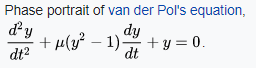 Phase portrait of van der Pol's equation,
d²y/dt² + μ(y² − 1) dy/dt + y = 0.